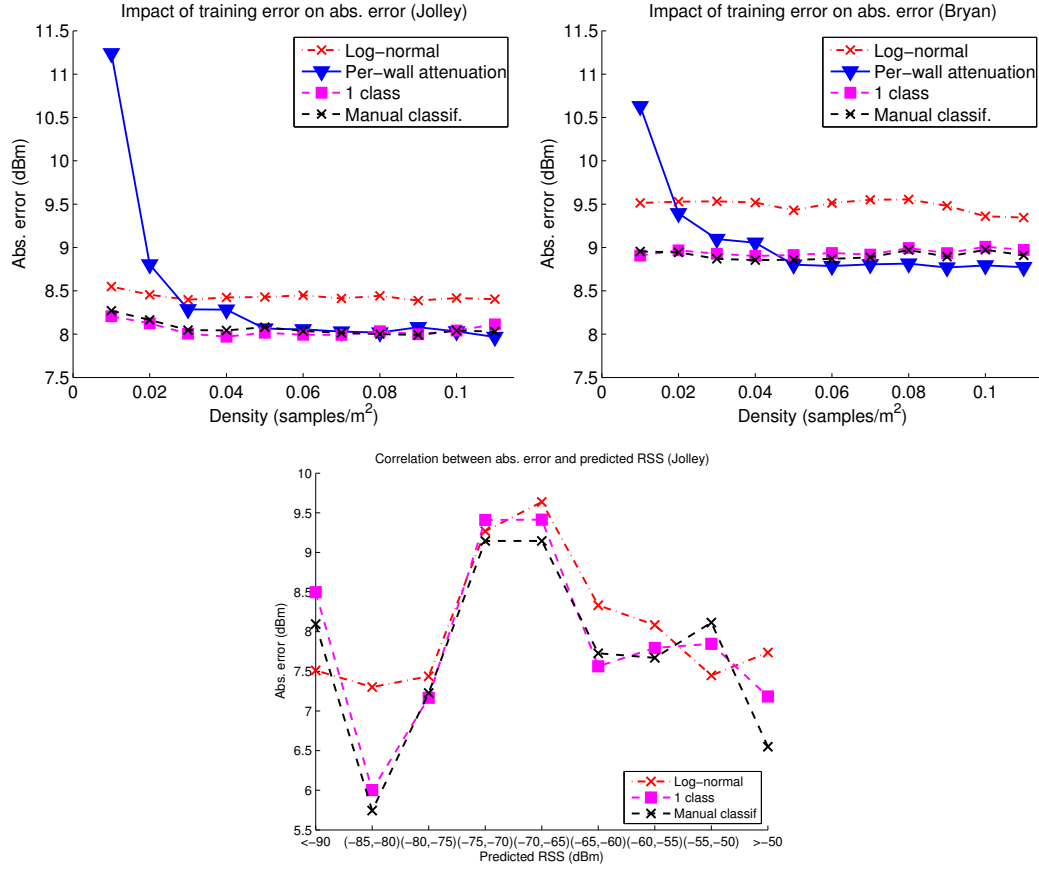 Impact of training error on abs. error (Jolley)
11.5
11
10.5
10
9.5
9
8.5
8
7.5
Abs. error (dBm)
Log−normal
Per−wall attenuation
1 class
Manual classif.
0 0.02 0.04 0.06 0.08 0.1
Density (samples/m²)
Impact of training error on abs. error (Bryan)
11.5
11
10.5
10
9.5
9
8.5
8
7.5
Abs. error (dBm)
Log−normal
Per−wall attenuation
1 class
Manual classif.
0 0.02 0.04 0.06 0.08 0.1
Density (samples/m²)
Correlation between abs. error and predicted RSS (Jolley)
10
9.5
9
8.5
8
7.5
7
6.5
6
5.5
Abs. error (dBm)
Log−normal
1 class
Manual classif
<−90 (−85,−80)(−80,−75)(−75,−70)(−70,−65)(−65,−60)(−60,−55)(−55,−50) >−50
Predicted RSS (dBm)